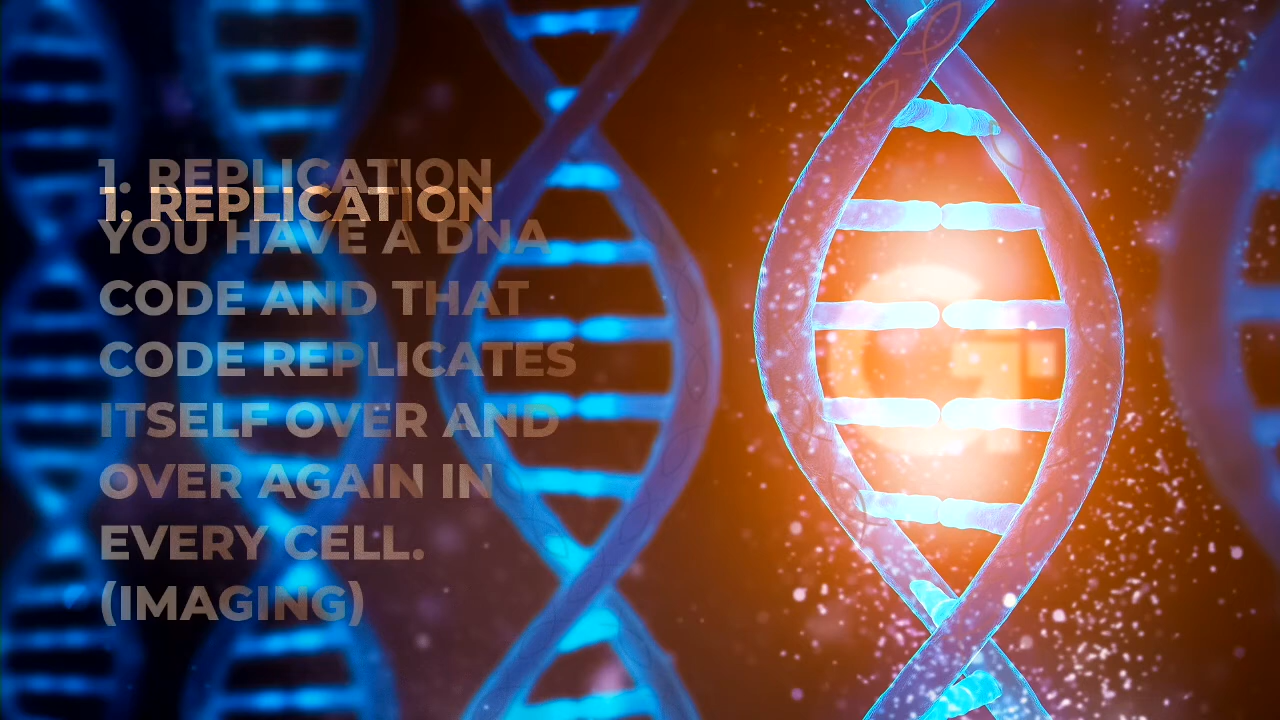 1. REPLICATION
1. REPLICATION
YOU HAVE A DNA
CODE AND THAT
CODE REPLICATES
ITSELF OVER AND
OVER AGAIN IN
EVERY CELL.
(IMAGING)